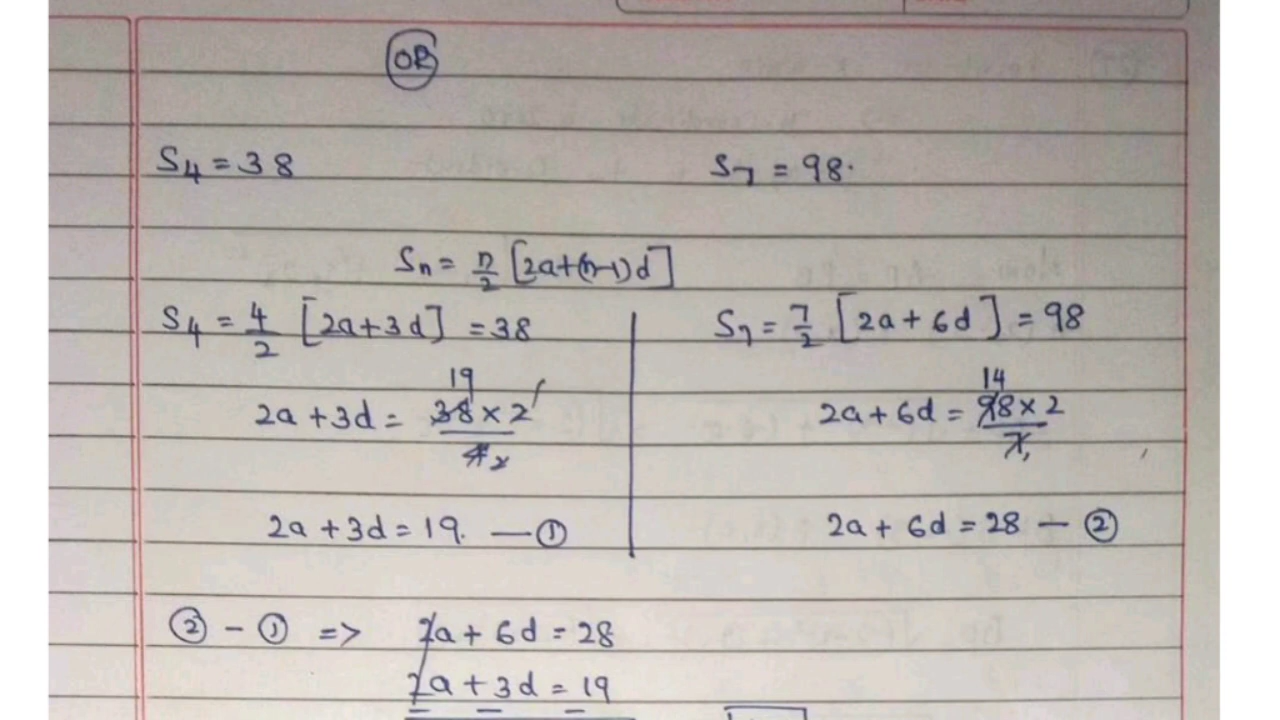 OR
S4 = 38
S7 = 98.
Sn = n/2 [2a+(n-1)d]
S4 = 4/2 [2a+3d] = 38
2a + 3d = 38 × 2 / 4
19
2
2a + 3d = 19. — ①
S7 = 7/2 [2a + 6d] = 98
2a + 6d = 98 × 2 / 7
14
2a + 6d = 28 — ②
② - ① => 2a + 6d = 28
2a + 3d = 19